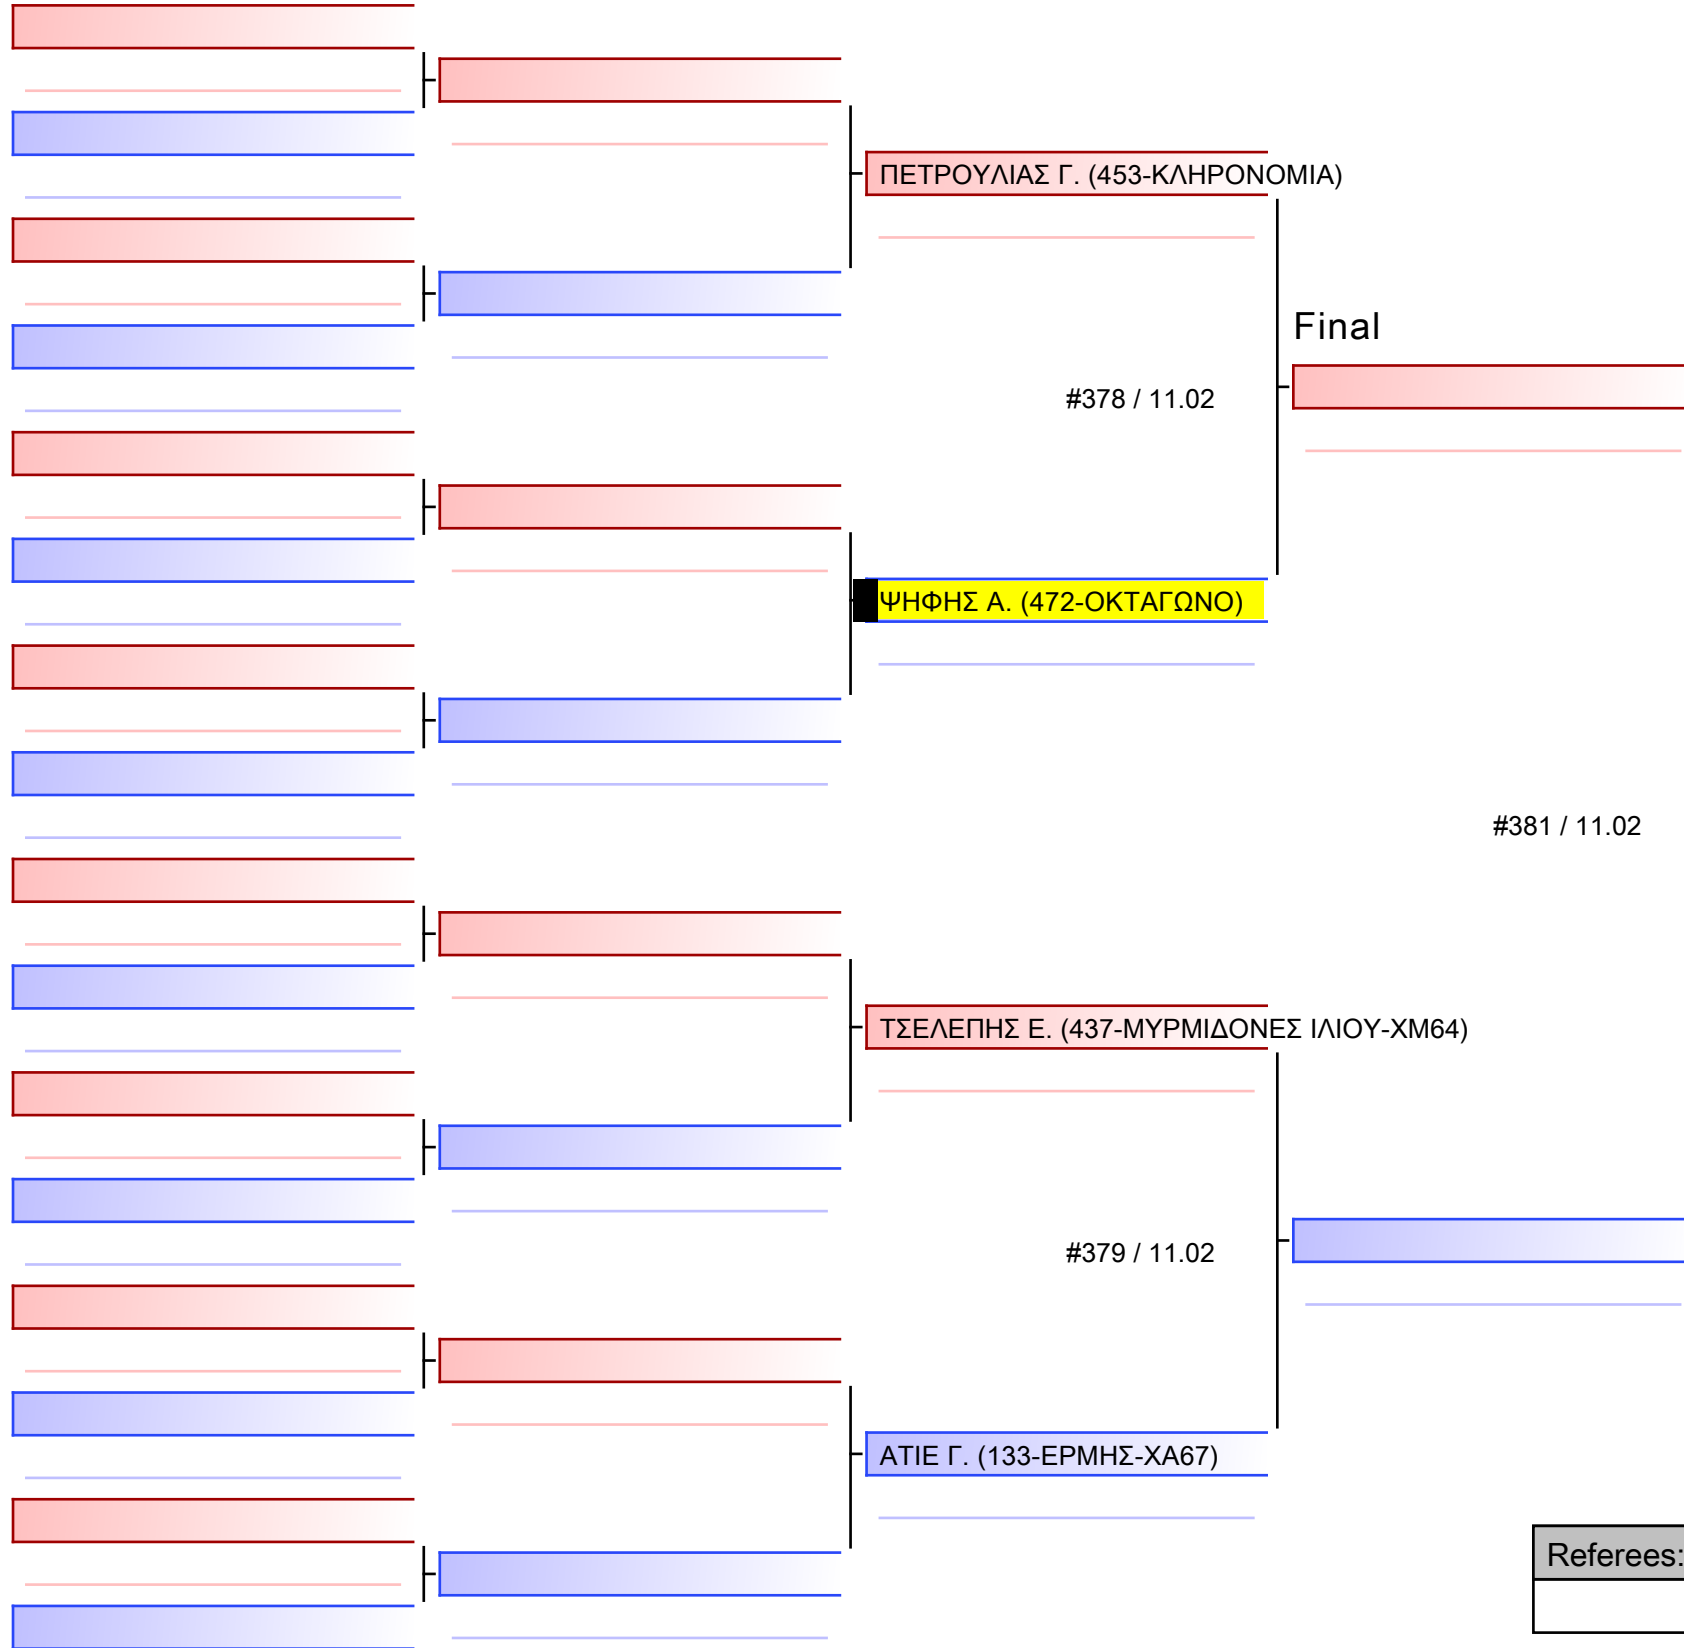 ΠΕΤΡΟΥΛΙΑΣ Γ. (453-ΚΛΗΡΟΝΟΜΙΑ)
Final
#378 / 11.02
ΨΗΦΗΣ Α. (472-ΟΚΤΑΓΩΝΟ)
#381 / 11.02
ΤΣΕΛΕΠΗΣ Ε. (437-ΜΥΡΜΙΔΟΝΕΣ ΙΛΙΟΥ-ΧΜ64)
#379 / 11.02
ΑΤΙΕ Γ. (133-ΕΡΜΗΣ-ΧΑ67)
Referees: